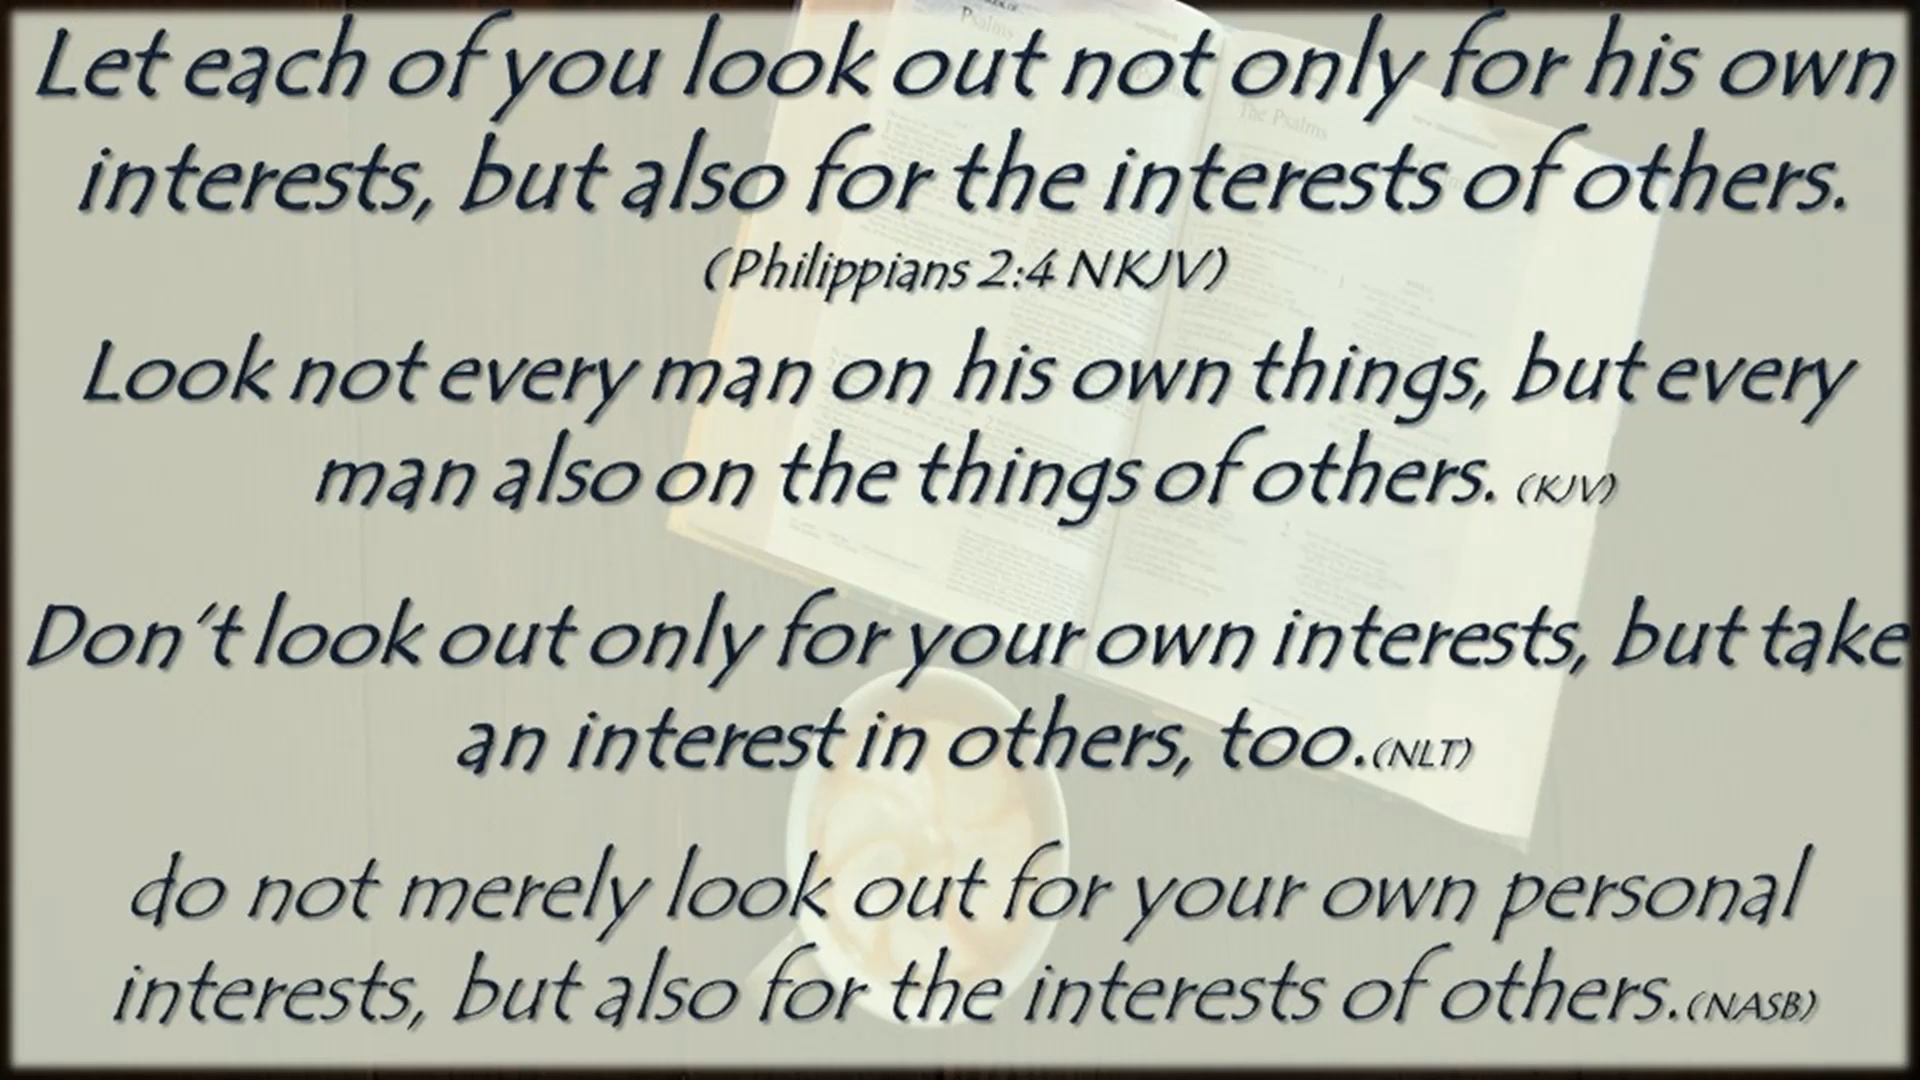 Let each of you look out not only for his own
interests, but also for the interests of others.
(Philippians 2:4 NKJV)
Look not every man on his own things, but every
man also on the things of others. (KJV)
Don't look out only for your own interests, but take
an interest in others, too.(NLT)
do not merely look out for your own personal
interests, but also for the interests of others.(NASB)
Psalms
The Psalms